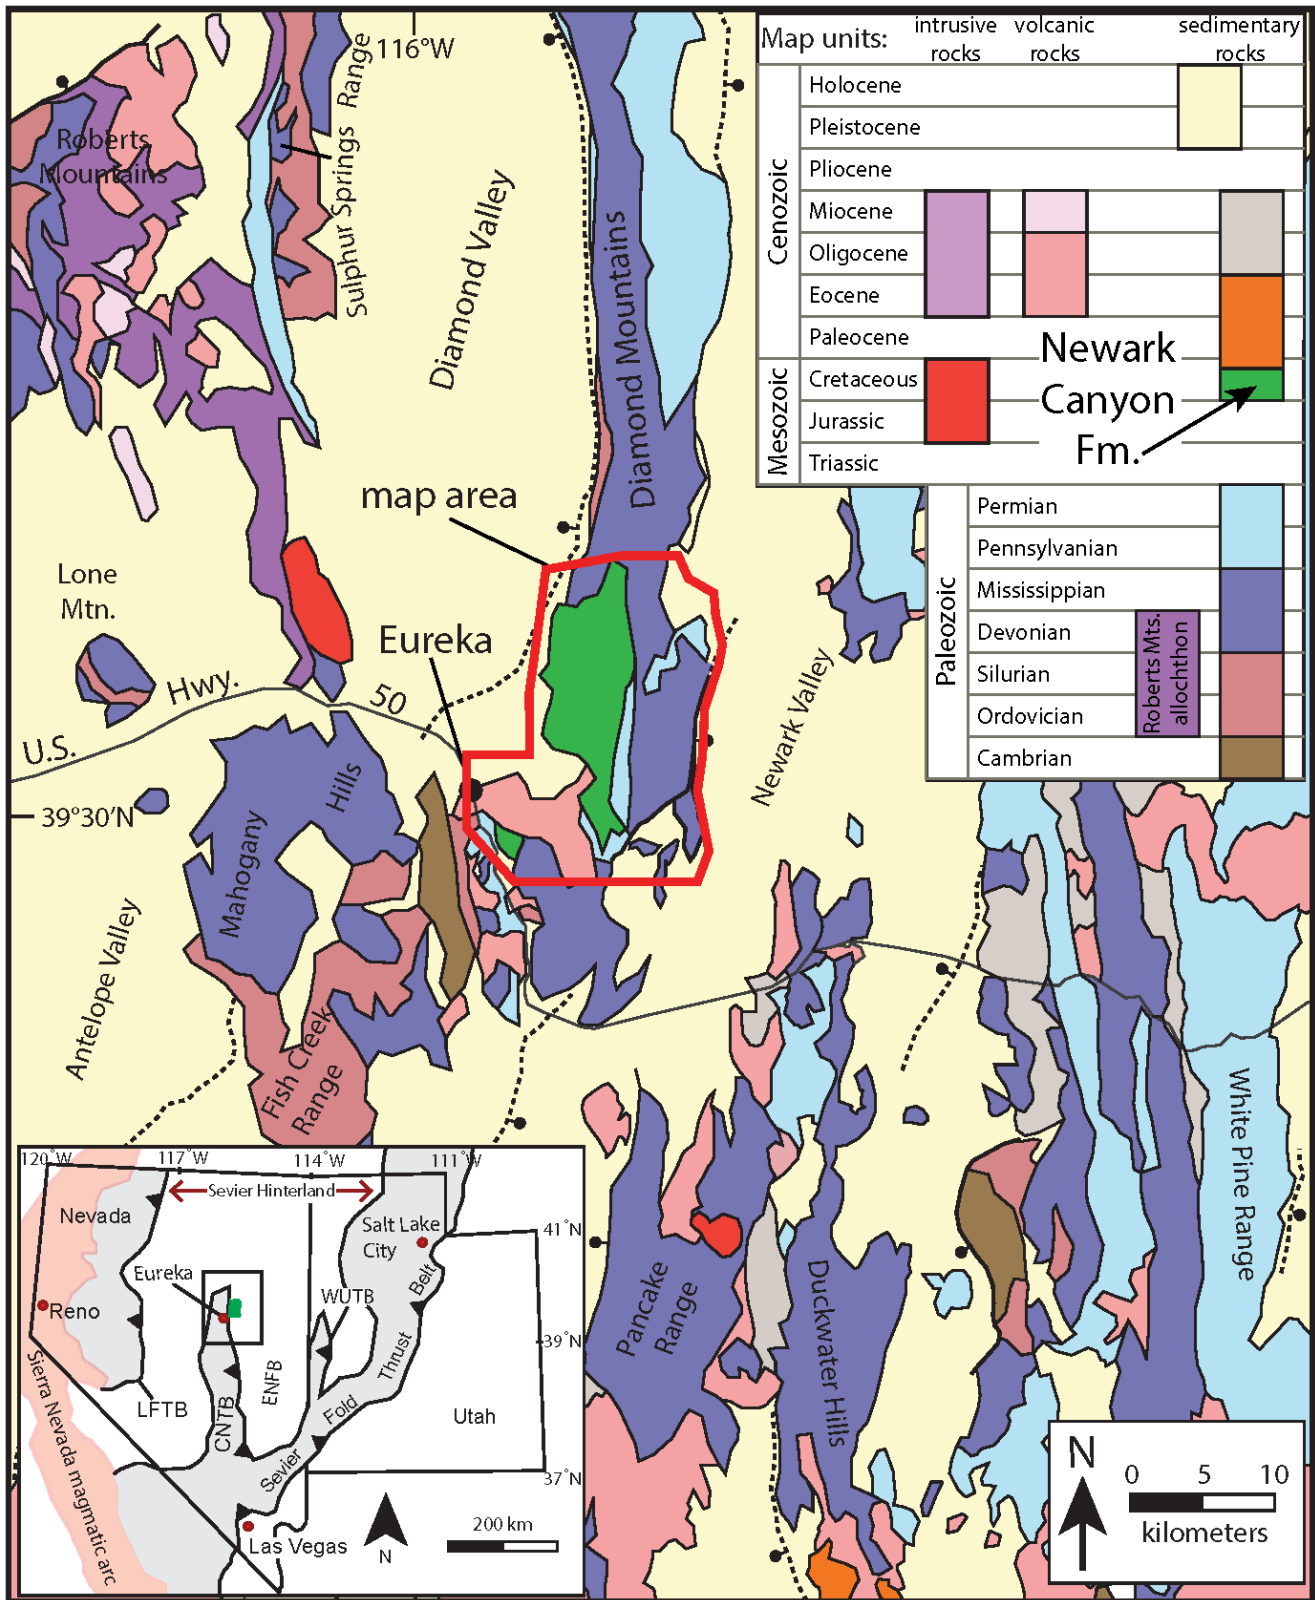 116°W
Roberts
Mountains
Sulphur Springs Range
Diamond Valley
Diamond Mountains
map area
Lone
Mtn.
Eureka
U.S.
Hwy.
50
39°30'N
Mahogany
Hills
Newark Valley
Antelope Valley
Fish Creek
Range
Pancake
Range
Duckwater Hills
White Pine Range
Map units:
intrusive
rocks
volcanic
rocks
sedimentary
rocks
Cenozoic
Holocene
Pleistocene
Pliocene
Miocene
Oligocene
Eocene
Paleocene
Mesozoic
Cretaceous
Jurassic
Triassic
Newark
Canyon
Fm.
Paleozoic
Permian
Pennsylvanian
Mississippian
Devonian
Silurian
Ordovician
Cambrian
Roberts Mts.
allochthon
120°W
117°W
114°W
111°W
Sevier Hinterland
Nevada
Salt Lake
City
41°N
Eureka
WUTB
Reno
39°N
LFTB
CNTB
ENFB
Sevier
Fold
Thrust
Belt
Utah
37°N
Sierra Nevada magmatic arc
Las Vegas
N
200 km
N
0 5 10
kilometers